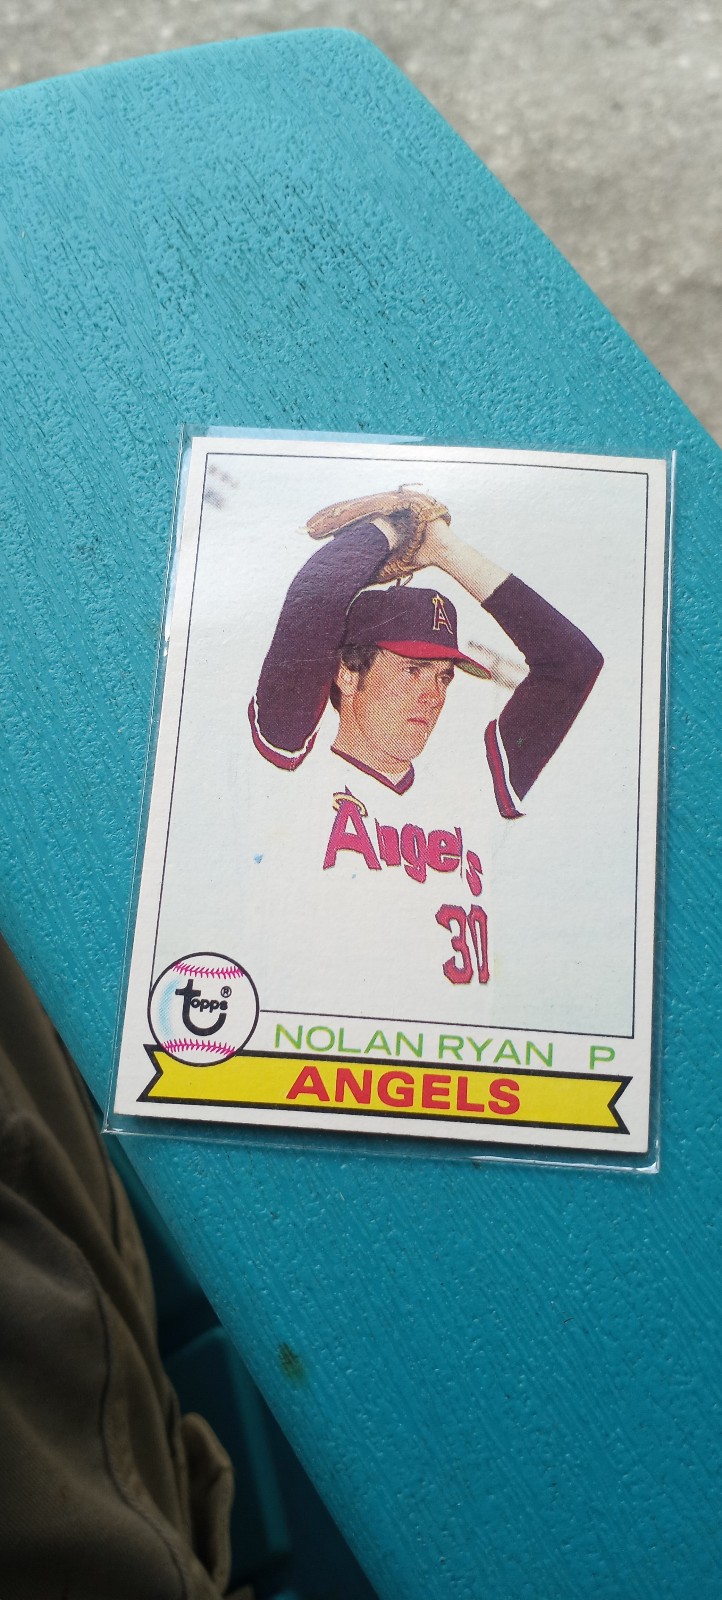 A
Angels
30
topps®
NOLAN RYAN P
ANGELS